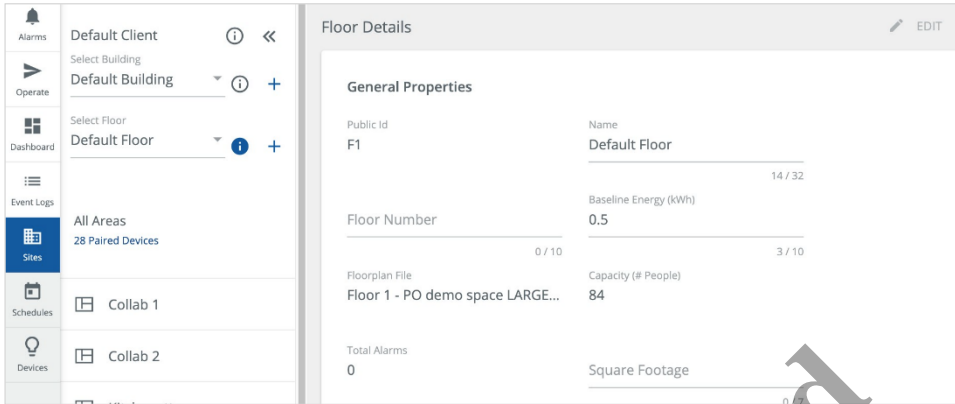 Alarms
Operate
Dashboard
Event Logs
Sites
Schedules
Devices
Default Client
Select Building
Default Building
Select Floor
Default Floor
All Areas
28 Paired Devices
Collab 1
Collab 2
Floor Details
EDIT
General Properties
Public Id
F1
Name
Default Floor
14 / 32
Floor Number
0 / 10
Baseline Energy (kWh)
0.5
3 / 10
Floorplan File
Floor 1 - PO demo space LARGE...
Capacity (# People)
84
Total Alarms
0
Square Footage